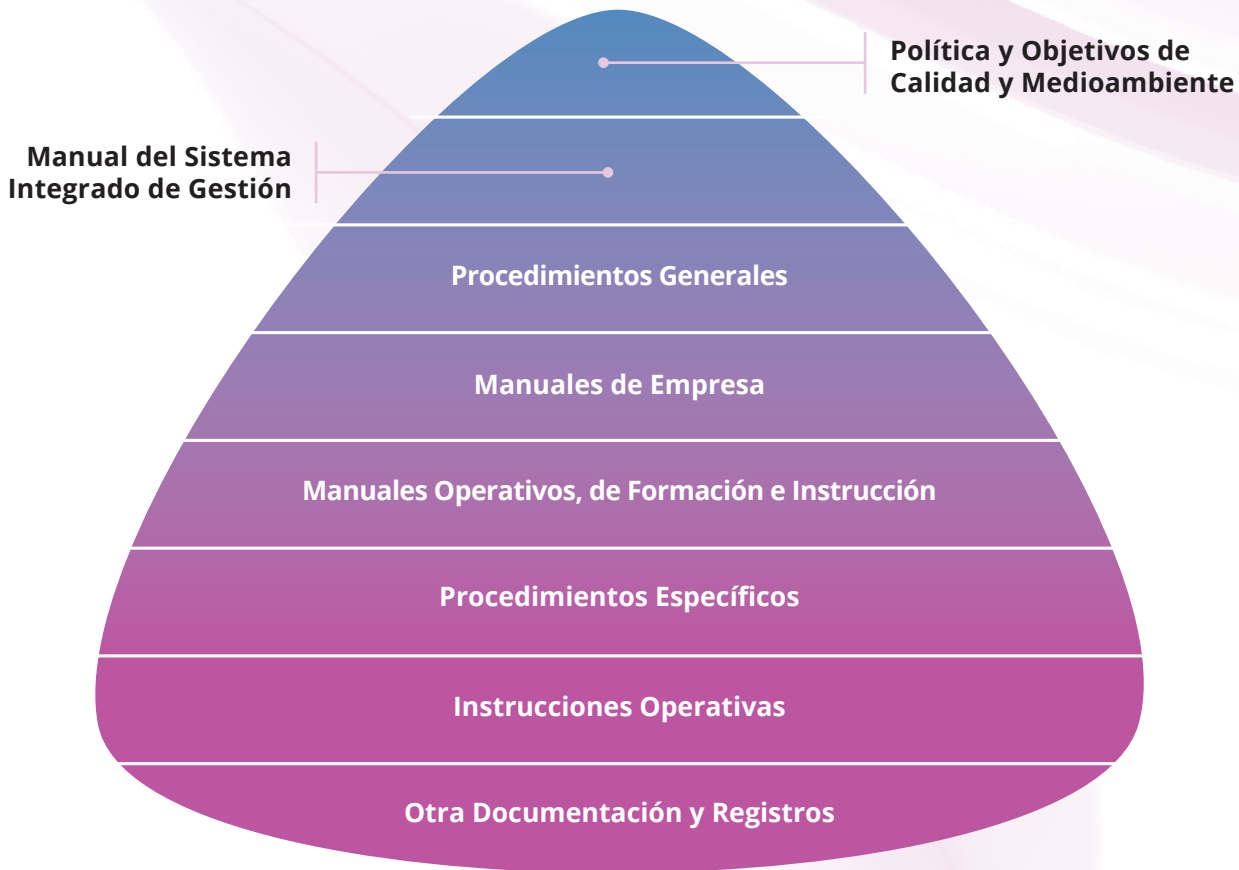 Política y Objetivos de
Calidad y Medioambiente
Manual del Sistema
Integrado de Gestión
Procedimientos Generales
Manuales de Empresa
Manuales Operativos, de Formación e Instrucción
Procedimientos Específicos
Instrucciones Operativas
Otra Documentación y Registros